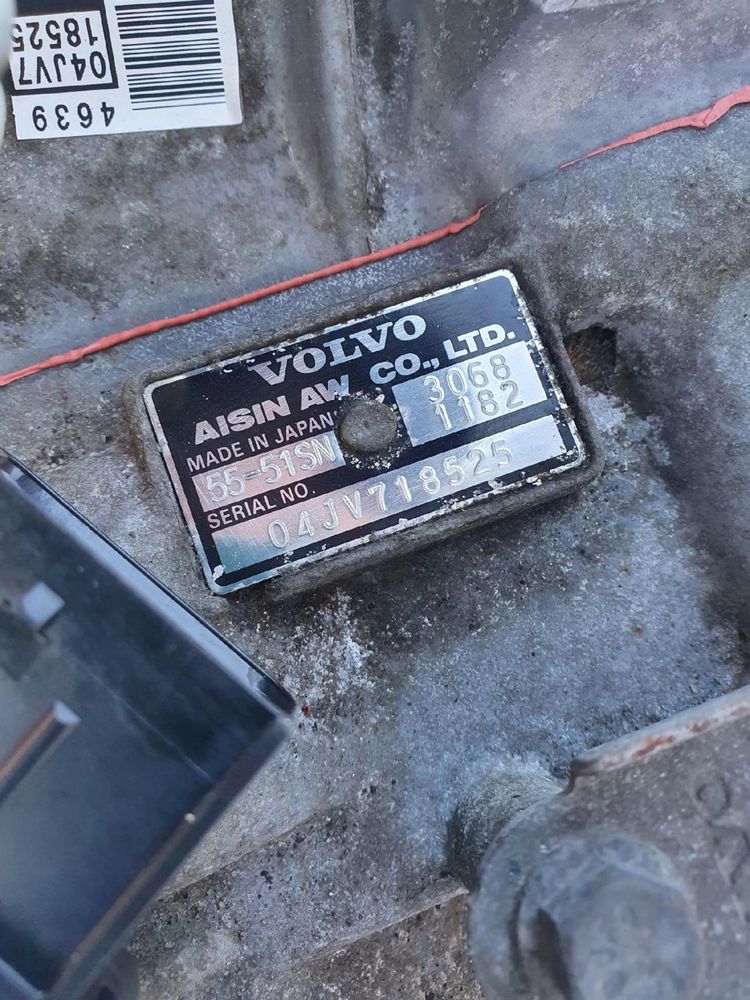 4639
04JV7
18525
VOLVO
AISIN AW CO., LTD.
MADE IN JAPAN 3068
55-51SN 1182
SERIAL NO.
04JV718525